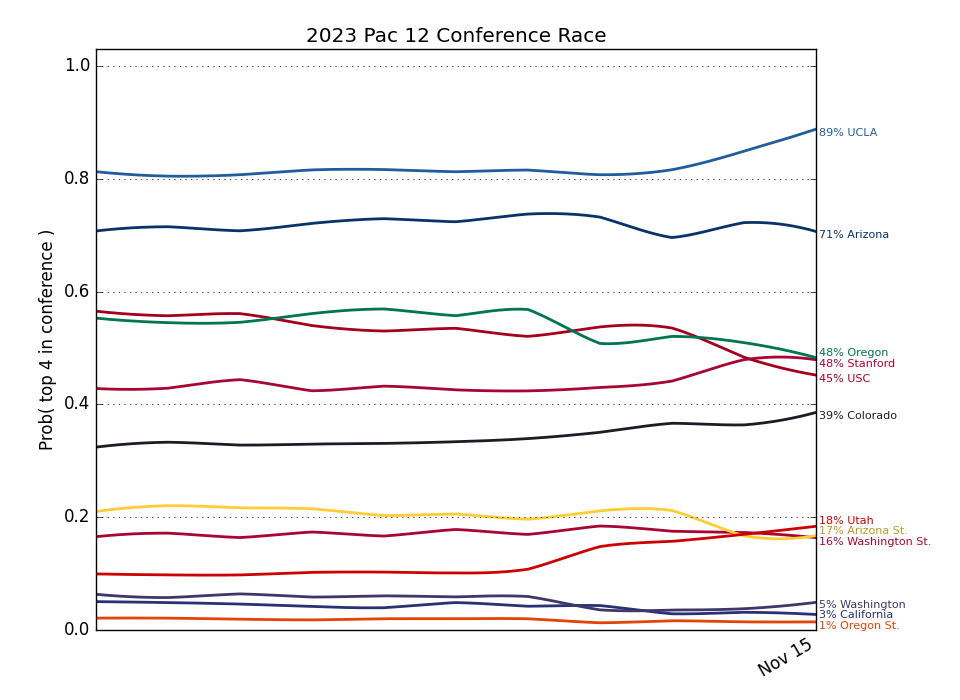 2023 Pac 12 Conference Race
1.0
0.8
0.6
0.4
0.2
0.0
Prob( top 4 in conference )
89% UCLA
71% Arizona
48% Oregon
48% Stanford
45% USC
39% Colorado
18% Utah
17% Arizona St.
16% Washington St.
5% Washington
3% California
1% Oregon St.
Nov 15